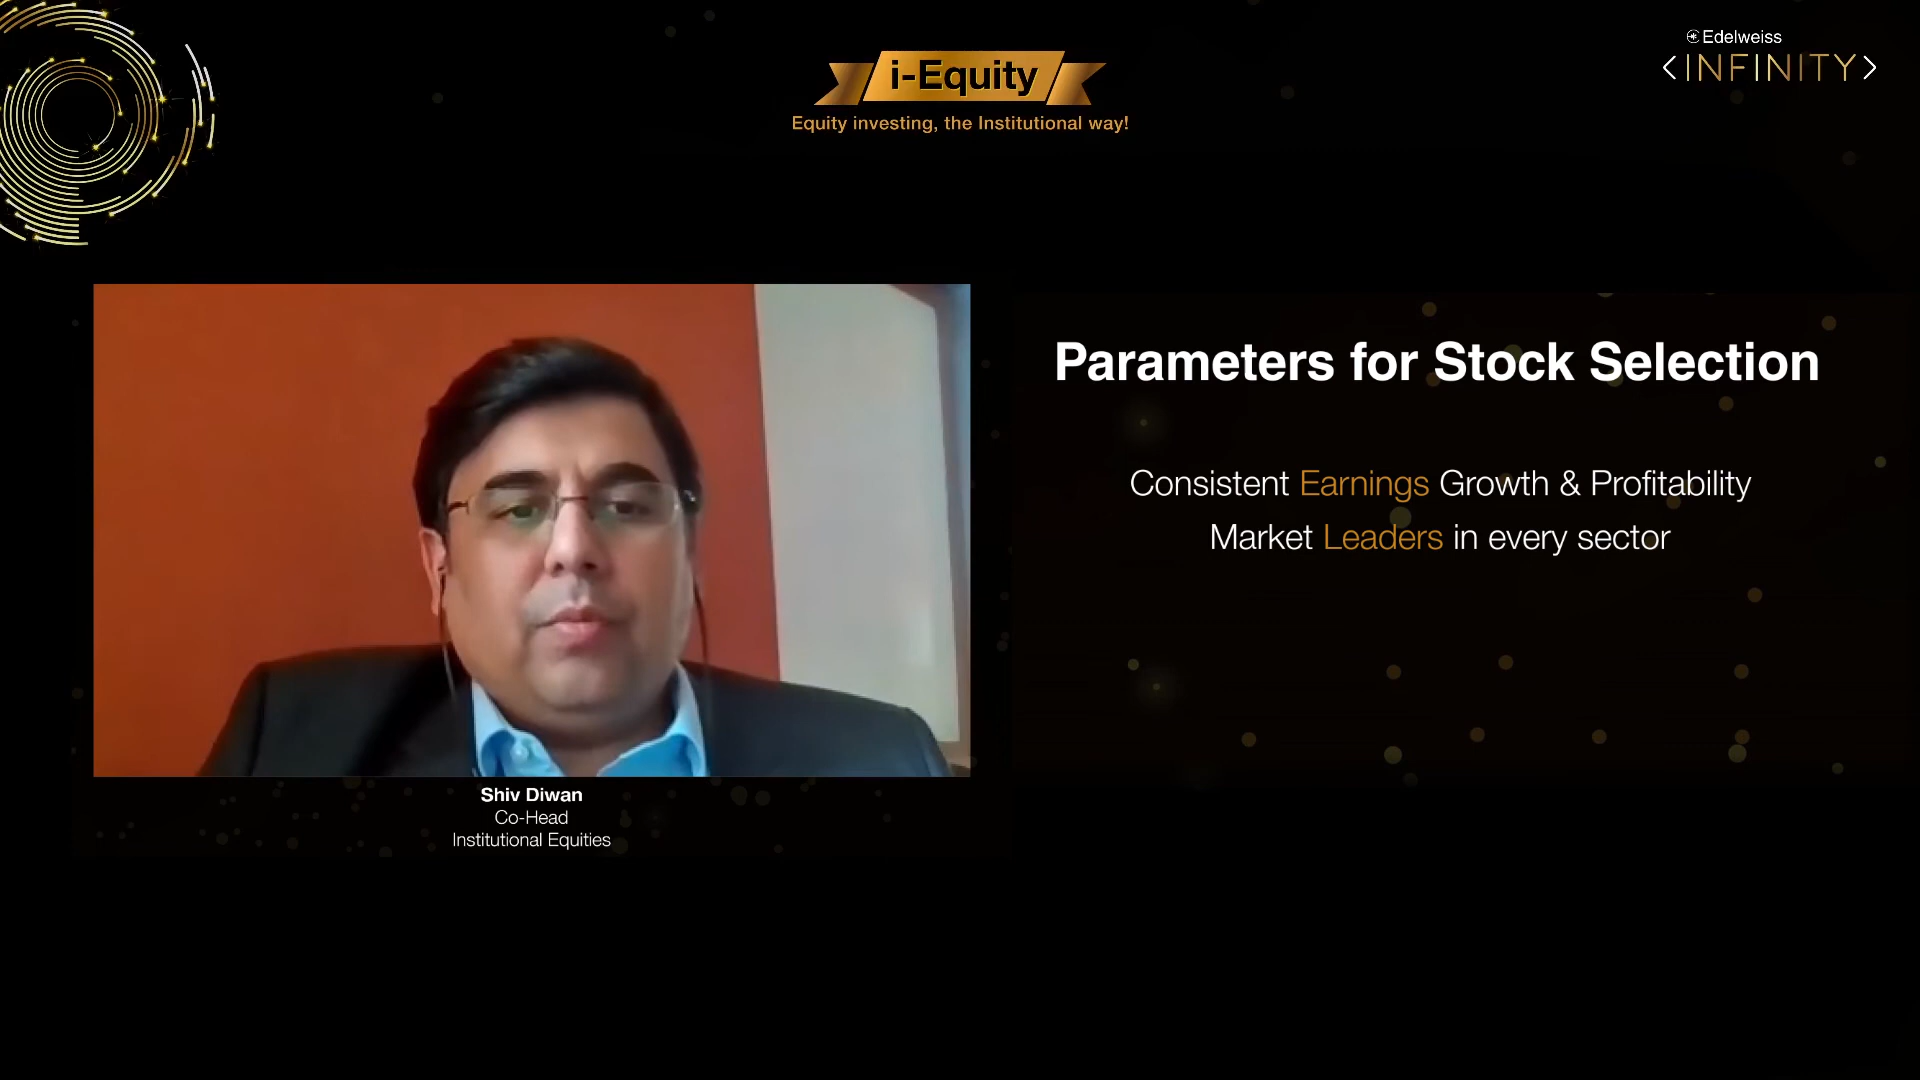 i-Equity
Equity investing, the Institutional way!
Edelweiss
INFINITY
Parameters for Stock Selection
Consistent Earnings Growth & Profitability
Market Leaders in every sector
Shiv Diwan
Co-Head
Institutional Equities